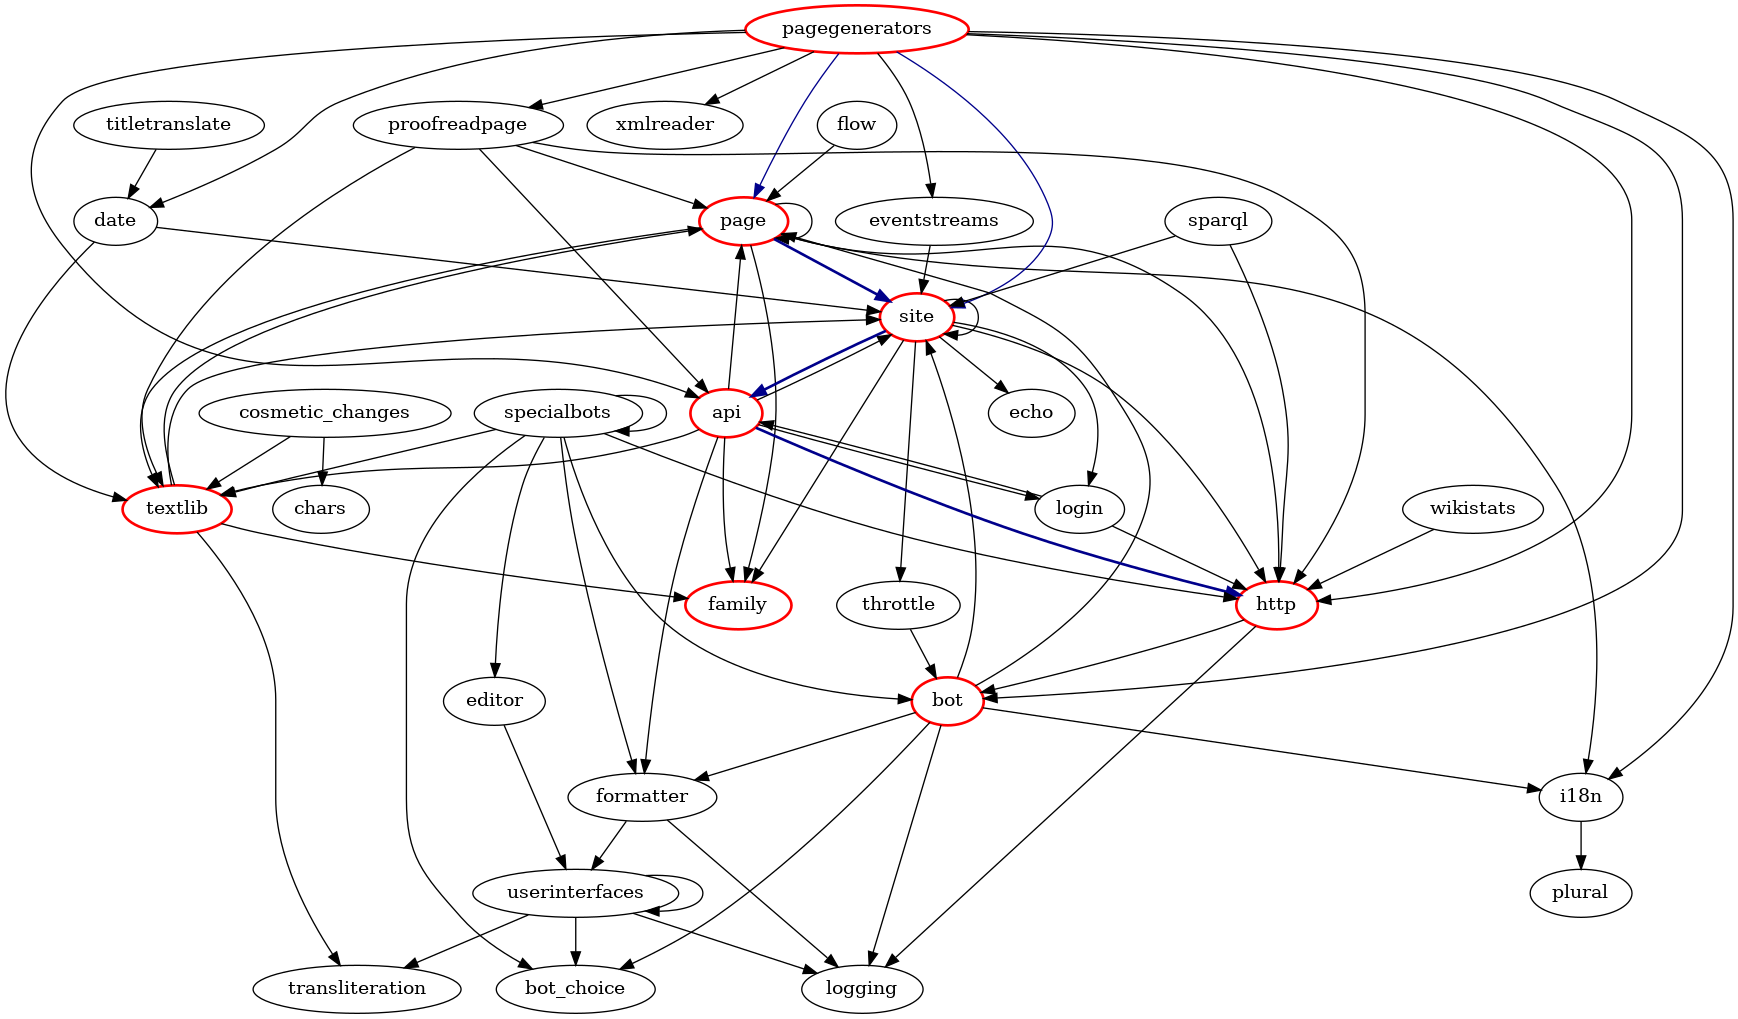 pagegenerators
titletranslate
proofreadpage
xmlreader
flow
date
page
eventstreams
sparql
site
cosmetic_changes
specialbots
api
echo
textlib
chars
login
wikistats
family
throttle
http
editor
bot
formatter
i18n
userinterfaces
plural
transliteration
bot_choice
logging